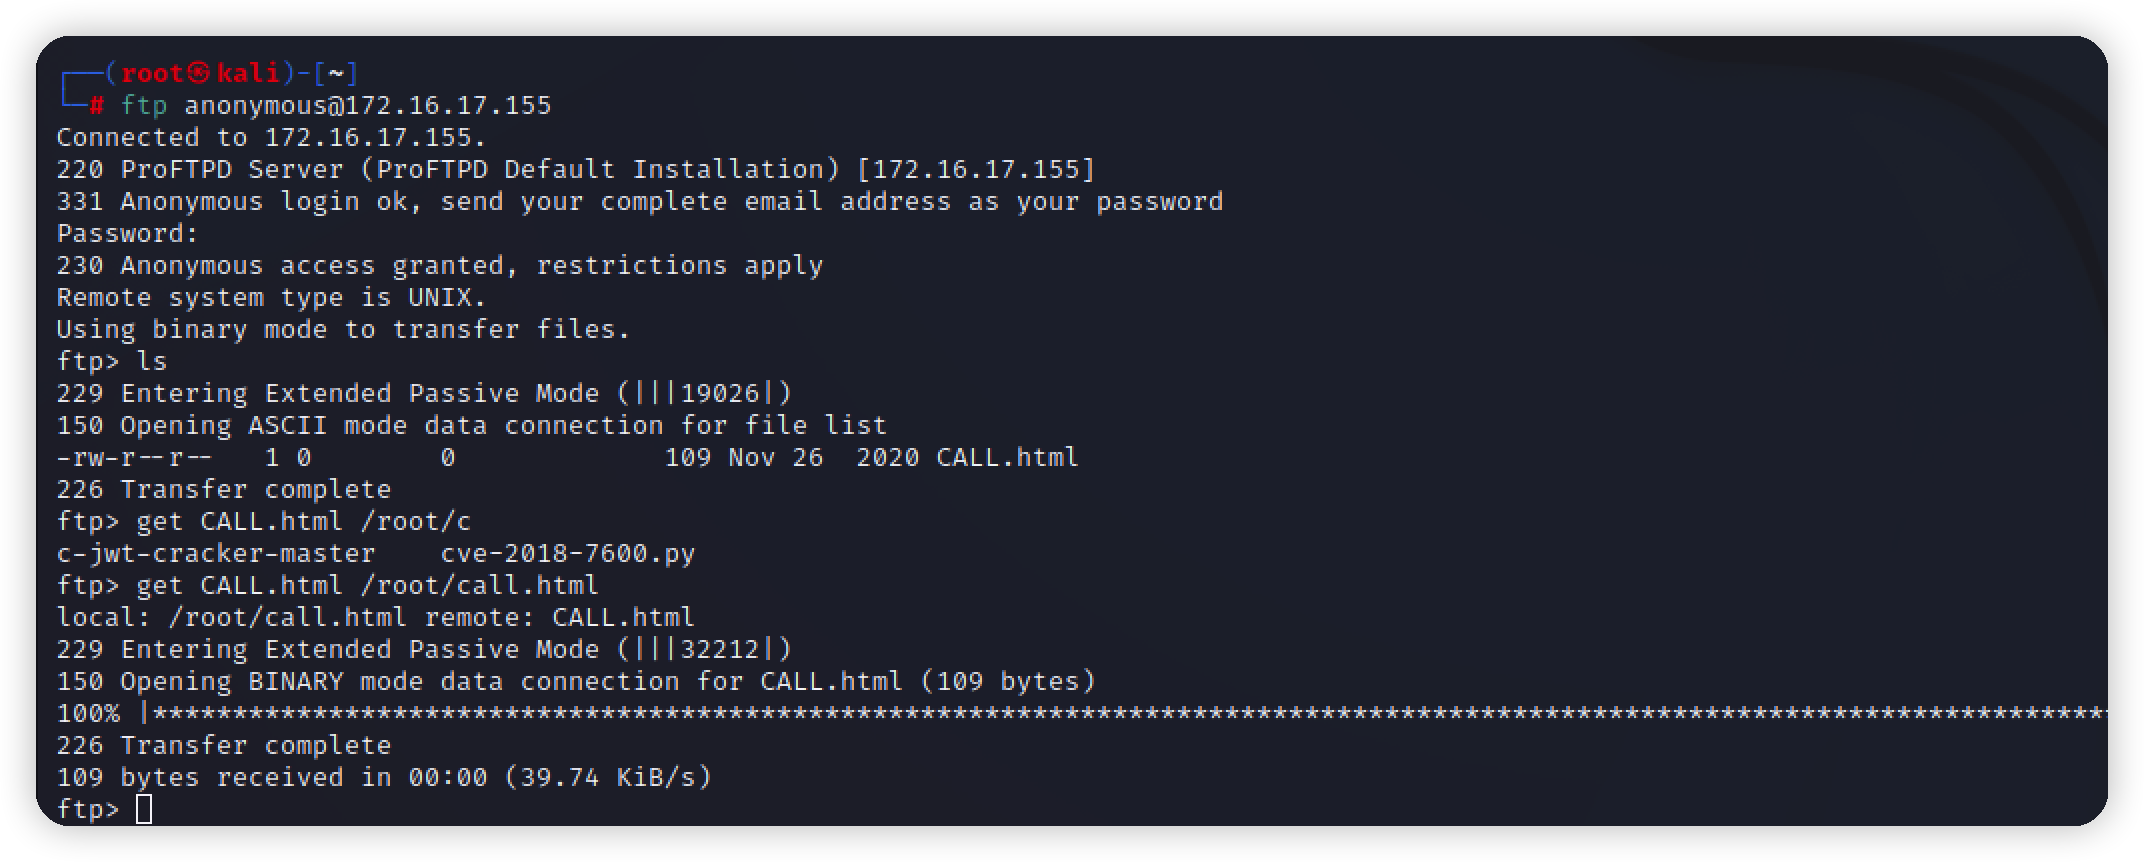 ┌──(root㉿kali)-[~]
└─# ftp anonymous@172.16.17.155
Connected to 172.16.17.155.
220 ProFTPD Server (ProFTPD Default Installation) [172.16.17.155]
331 Anonymous login ok, send your complete email address as your password
Password:
230 Anonymous access granted, restrictions apply
Remote system type is UNIX.
Using binary mode to transfer files.
ftp> ls
229 Entering Extended Passive Mode (|||19026|)
150 Opening ASCII mode data connection for file list
-rw-r--r--   1 0        0             109 Nov 26  2020 CALL.html
226 Transfer complete
ftp> get CALL.html /root/c
c-jwt-cracker-master    cve-2018-7600.py
ftp> get CALL.html /root/call.html
local: /root/call.html remote: CALL.html
229 Entering Extended Passive Mode (|||32212|)
150 Opening BINARY mode data connection for CALL.html (109 bytes)
100% |***************************************************************************************************************************
226 Transfer complete
109 bytes received in 00:00 (39.74 KiB/s)
ftp>